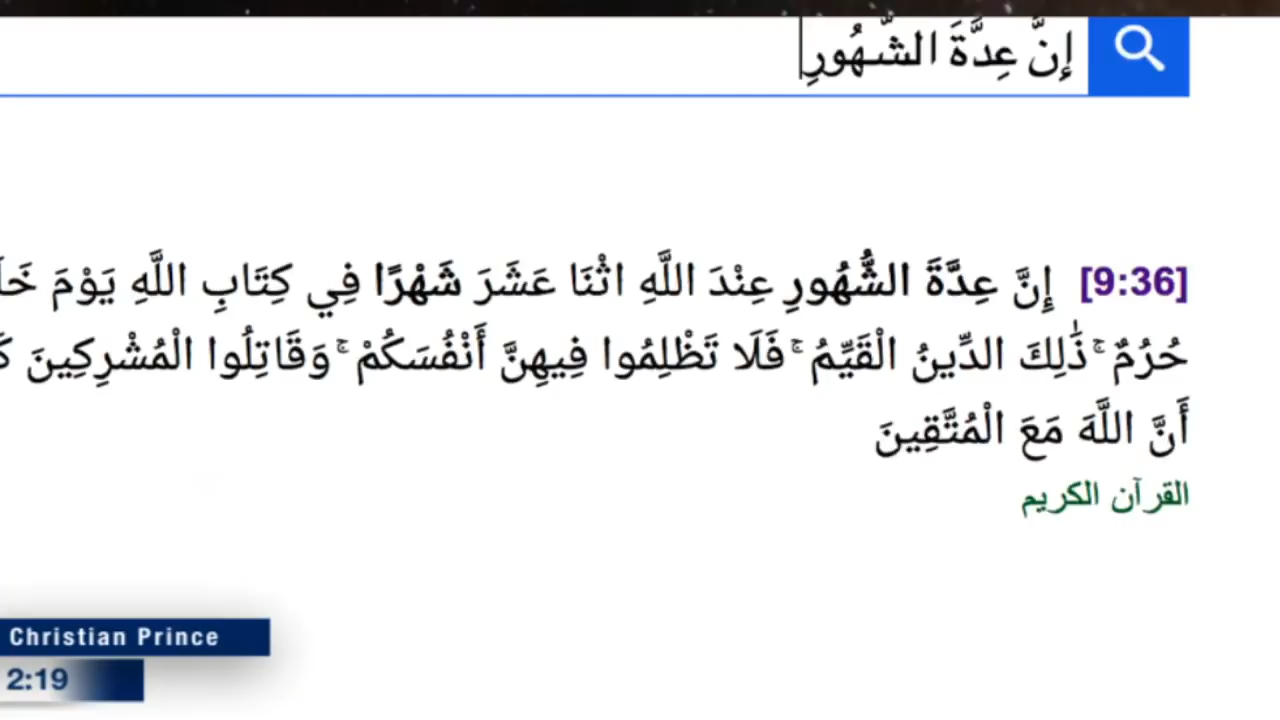 إِنَّ عِدَّةَ الشُّهُورِ
[9:36] إِنَّ عِدَّةَ الشُّهُورِ عِنْدَ اللَّهِ اثْنَا عَشَرَ شَهْرًا فِي كِتَابِ اللَّهِ يَوْمَ
حُرُمٌ ۚ ذَٰلِكَ الدِّينُ الْقَيِّمُ ۚ فَلَا تَظْلِمُوا فِيهِنَّ أَنْفُسَكُمْ ۚ وَقَاتِلُوا الْمُشْرِكِينَ
أَنَّ اللَّهَ مَعَ الْمُتَّقِينَ
القرآن الكريم
Christian Prince
2:19